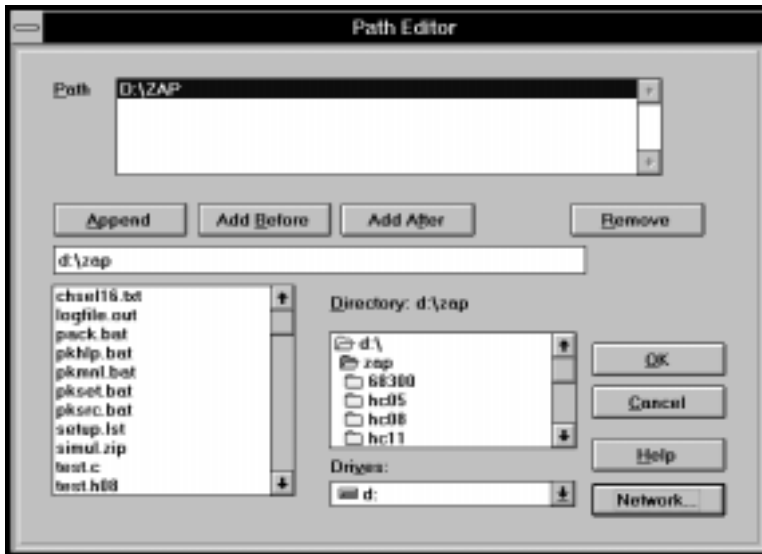 Path Editor
Path
D:\ZAP
Append
Add Before
Add After
Remove
d:\zap
chsel16.txt
logfile.out
pack.bat
pkhlp.bat
pkmnl.bat
pkset.bat
pksrc.bat
setup.lst
simul.zip
test.c
test.h08
Directory: d:\zap
d:\
zap
68300
hc05
hc08
hc11
Drives:
d:
OK
Cancel
Help
Network...